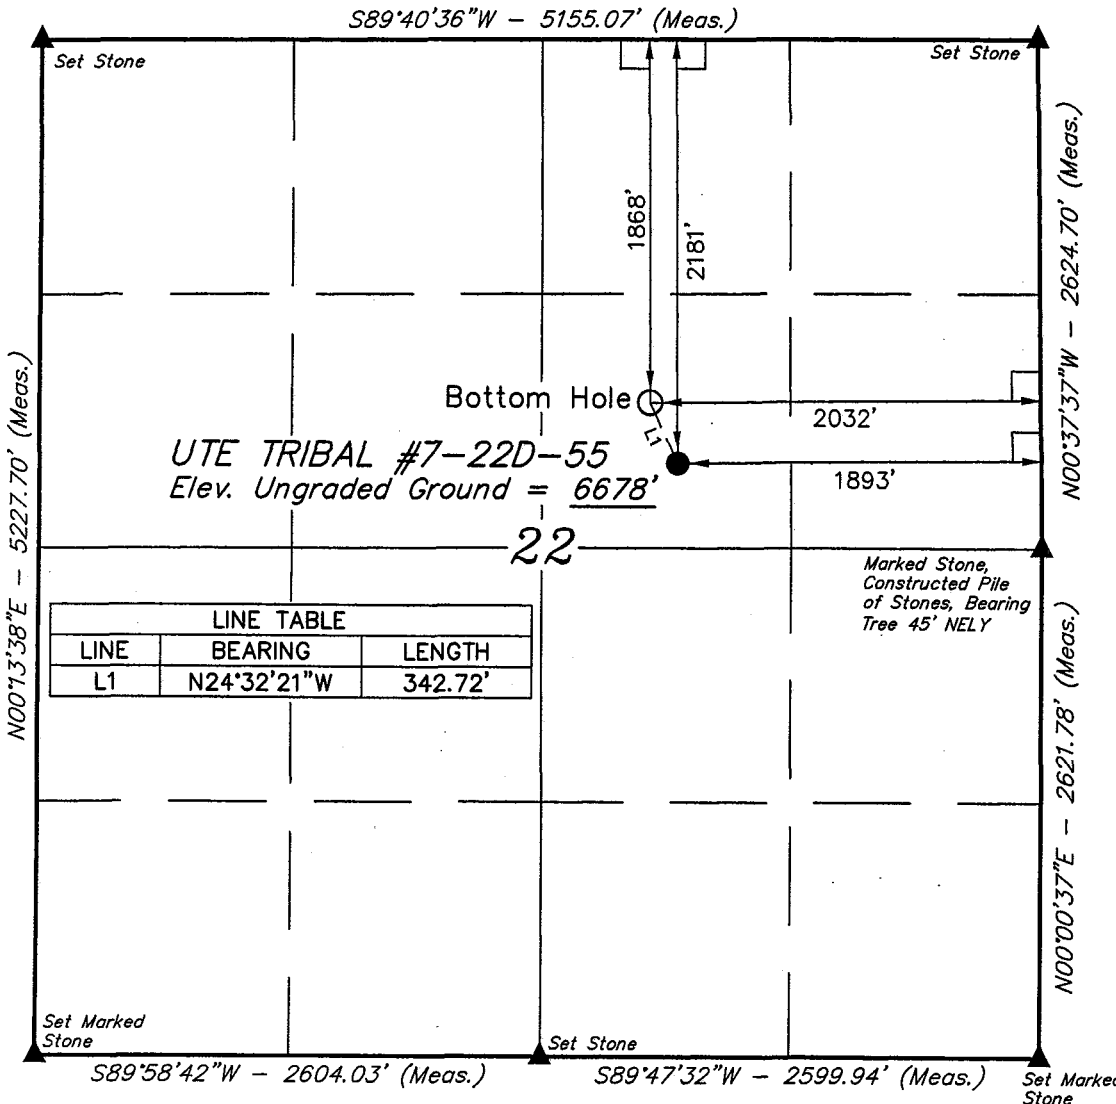 S89°40'36"W - 5155.07' (Meas.)
Set Stone
Set Stone
1868'
2181'
N00°37'37"W - 2624.70' (Meas.)
Bottom Hole
2032'
L1
UTE TRIBAL #7-22D-55
Elev. Ungraded Ground = 6678'
1893'
22
N00°13'38"E - 5227.70' (Meas.)
Marked Stone,
Constructed Pile
of Stones, Bearing
Tree 45' NELY
LINE TABLE
LINE BEARING LENGTH
L1 N24°32'21"W 342.72'
N00°00'37"E - 2621.78' (Meas.)
Set Marked
Stone
Set Stone
S89°58'42"W - 2604.03' (Meas.)
S89°47'32"W - 2599.94' (Meas.)
Set Marked
Stone